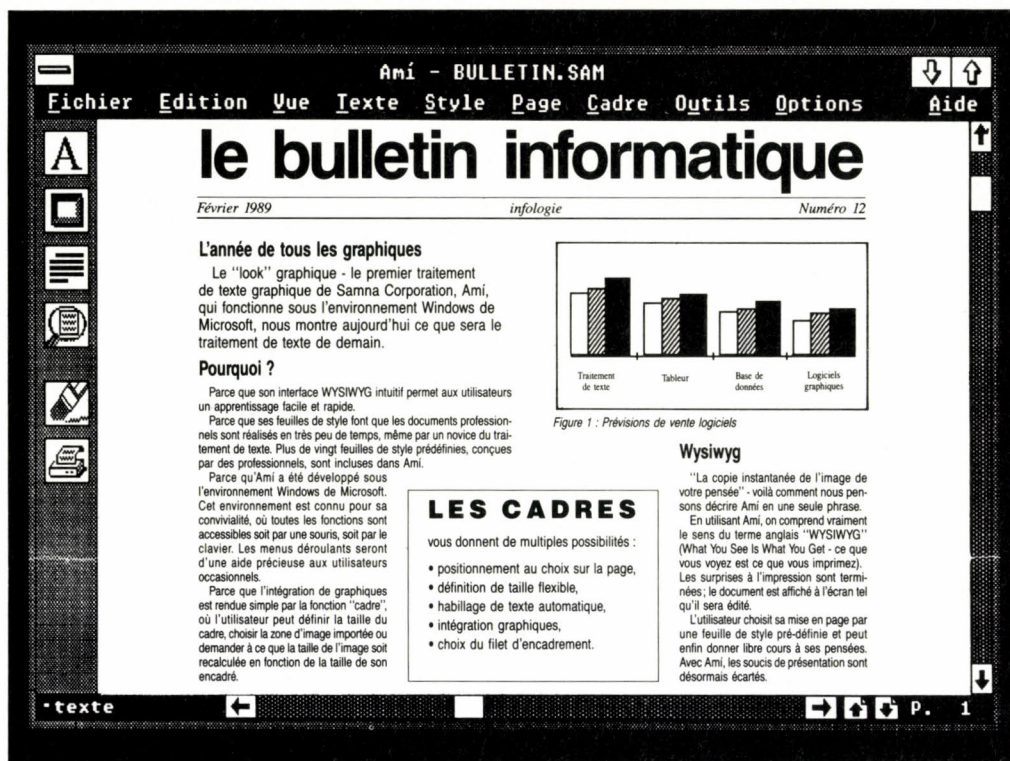 Amí - BULLETIN.SAM
Fichier Edition Vue Texte Style Page Cadre Outils Options Aide
le bulletin informatique
Février 1989 infologie Numéro 12
L'année de tous les graphiques
Le "look" graphique - le premier traitement
de texte graphique de Samna Corporation, Amí,
qui fonctionne sous l'environnement Windows de
Microsoft, nous montre aujourd'hui ce que sera le
traitement de texte de demain.
Pourquoi ?
Parce que son interface WYSIWYG intuitif permet aux utilisateurs
un apprentissage facile et rapide.
Parce que ses feuilles de style font que les documents profession-
nels sont réalisés en très peu de temps, même par un novice du trai-
tement de texte. Plus de vingt feuilles de style prédéfinies, conçues
par des professionnels, sont incluses dans Amí.
Parce qu'Amí a été développé sous
l'environnement Windows de Microsoft.
Cet environnement est connu pour sa
convivialité, où toutes les fonctions sont
accessibles soit par une souris, soit par le
clavier. Les menus déroulants seront
d'une aide précieuse aux utilisateurs
occasionnels.
Parce que l'intégration de graphiques
est rendue simple par la fonction "cadre",
où l'utilisateur peut définir la taille du
cadre, choisir la zone d'image importée ou
demander à ce que la taille de l'image soit
recalculée en fonction de la taille de son
encadré.
LES CADRES
vous donnent de multiples possibilités :
• positionnement au choix sur la page,
• définition de taille flexible,
• habillage de texte automatique,
• intégration graphiques,
• choix du filet d'encadrement.
Traitement
de texte
Tableur
Base de
données
Logiciels
graphiques
Figure 1 : Prévisions de vente logiciels
Wysiwyg
"La copie instantanée de l'image de
votre pensée" - voilà comment nous pen-
sons décrire Amí en une seule phrase.
En utilisant Amí, on comprend vraiment
le sens du terme anglais "WYSIWYG"
(What You See Is What You Get - ce que
vous voyez est ce que vous imprimez).
Les surprises à l'impression sont termi-
nées; le document est affiché à l'écran tel
qu'il sera édité.
L'utilisateur choisit sa mise en page par
une feuille de style pré-définie et peut
enfin donner libre cours à ses pensées.
Avec Amí, les soucis de présentation sont
désormais écartés.
·texte P. 1